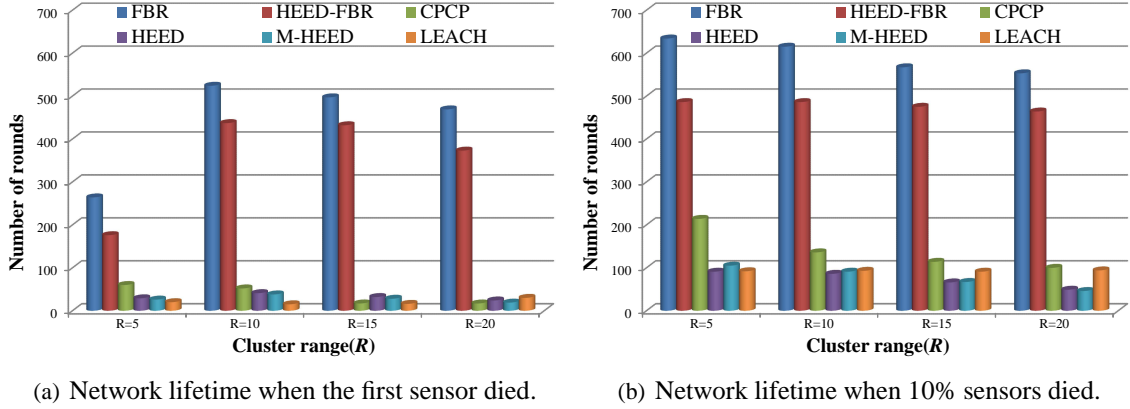 700
600
500
400
300
200
100
0
Number of rounds
FBR HEED-FBR CPCP
HEED M-HEED LEACH
R=5 R=10 R=15 R=20
Cluster range(R)
(a) Network lifetime when the first sensor died.
700
600
500
400
300
200
100
0
Number of rounds
FBR HEED-FBR CPCP
HEED M-HEED LEACH
R=5 R=10 R=15 R=20
Cluster range(R)
(b) Network lifetime when 10% sensors died.